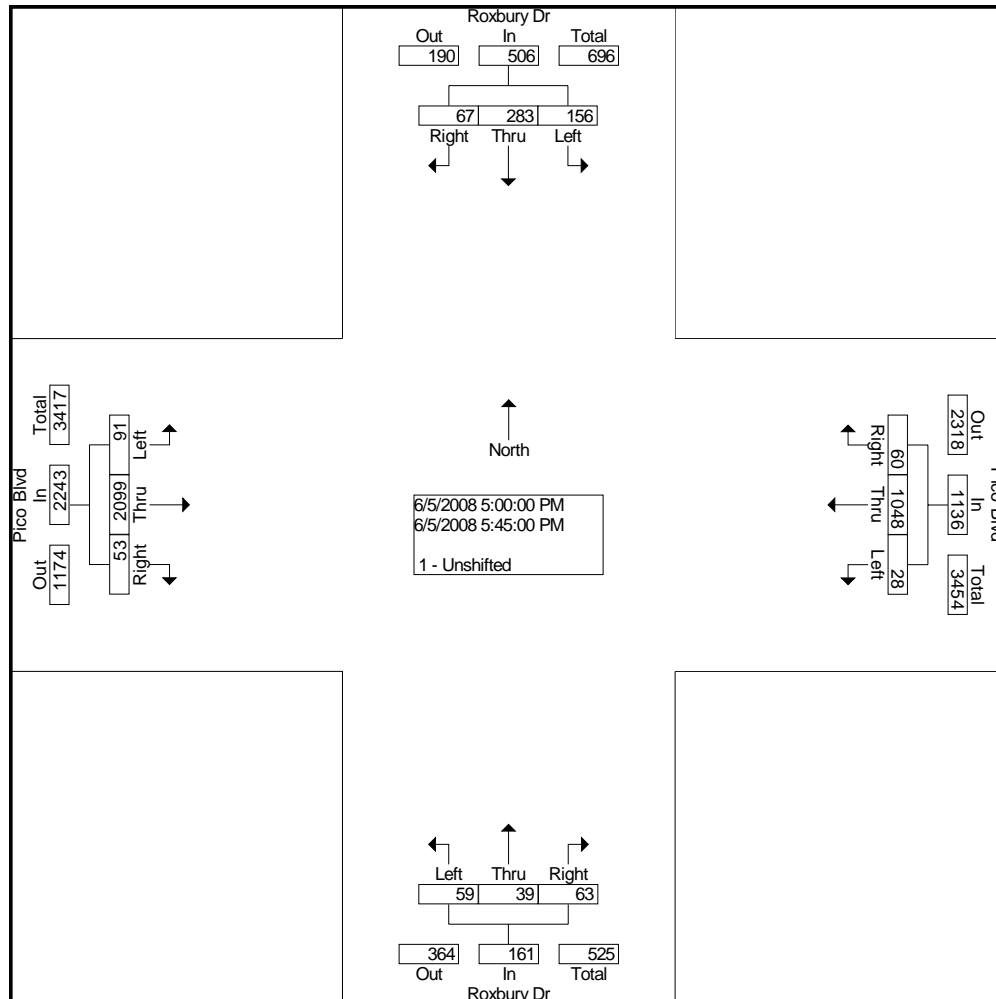 Roxbury Dr
Out In Total
190 506 696
67 283 156
Right Thru Left
Pico Blvd
Total In Out
3417 2243 1174
91 2099 53
Left Thru Right
North
6/5/2008 5:00:00 PM
6/5/2008 5:45:00 PM
1 - Unshifted
Right Thru Left
60 1048 28
2318 1136 3454
Out In Total
Pico Blvd
Left Thru Right
59 39 63
364 161 525
Out In Total
Roxbury Dr